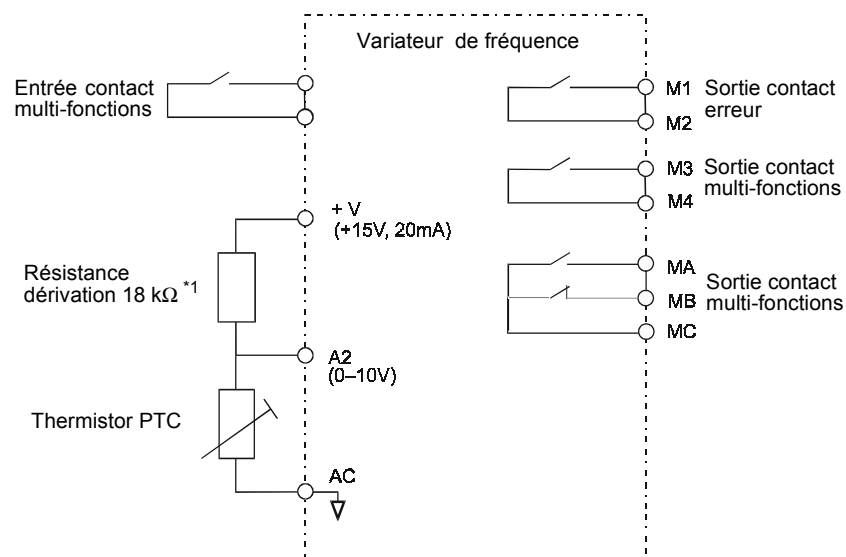 Variateur de fréquence
Entrée contact
multi-fonctions
M1
Sortie contact
erreur
M2
M3
Sortie contact
multi-fonctions
M4
+ V
(+15V, 20mA)
Résistance
dérivation 18 kΩ *1
MA
Sortie contact
multi-fonctions
MB
MC
A2
(0–10V)
Thermistor PTC
AC